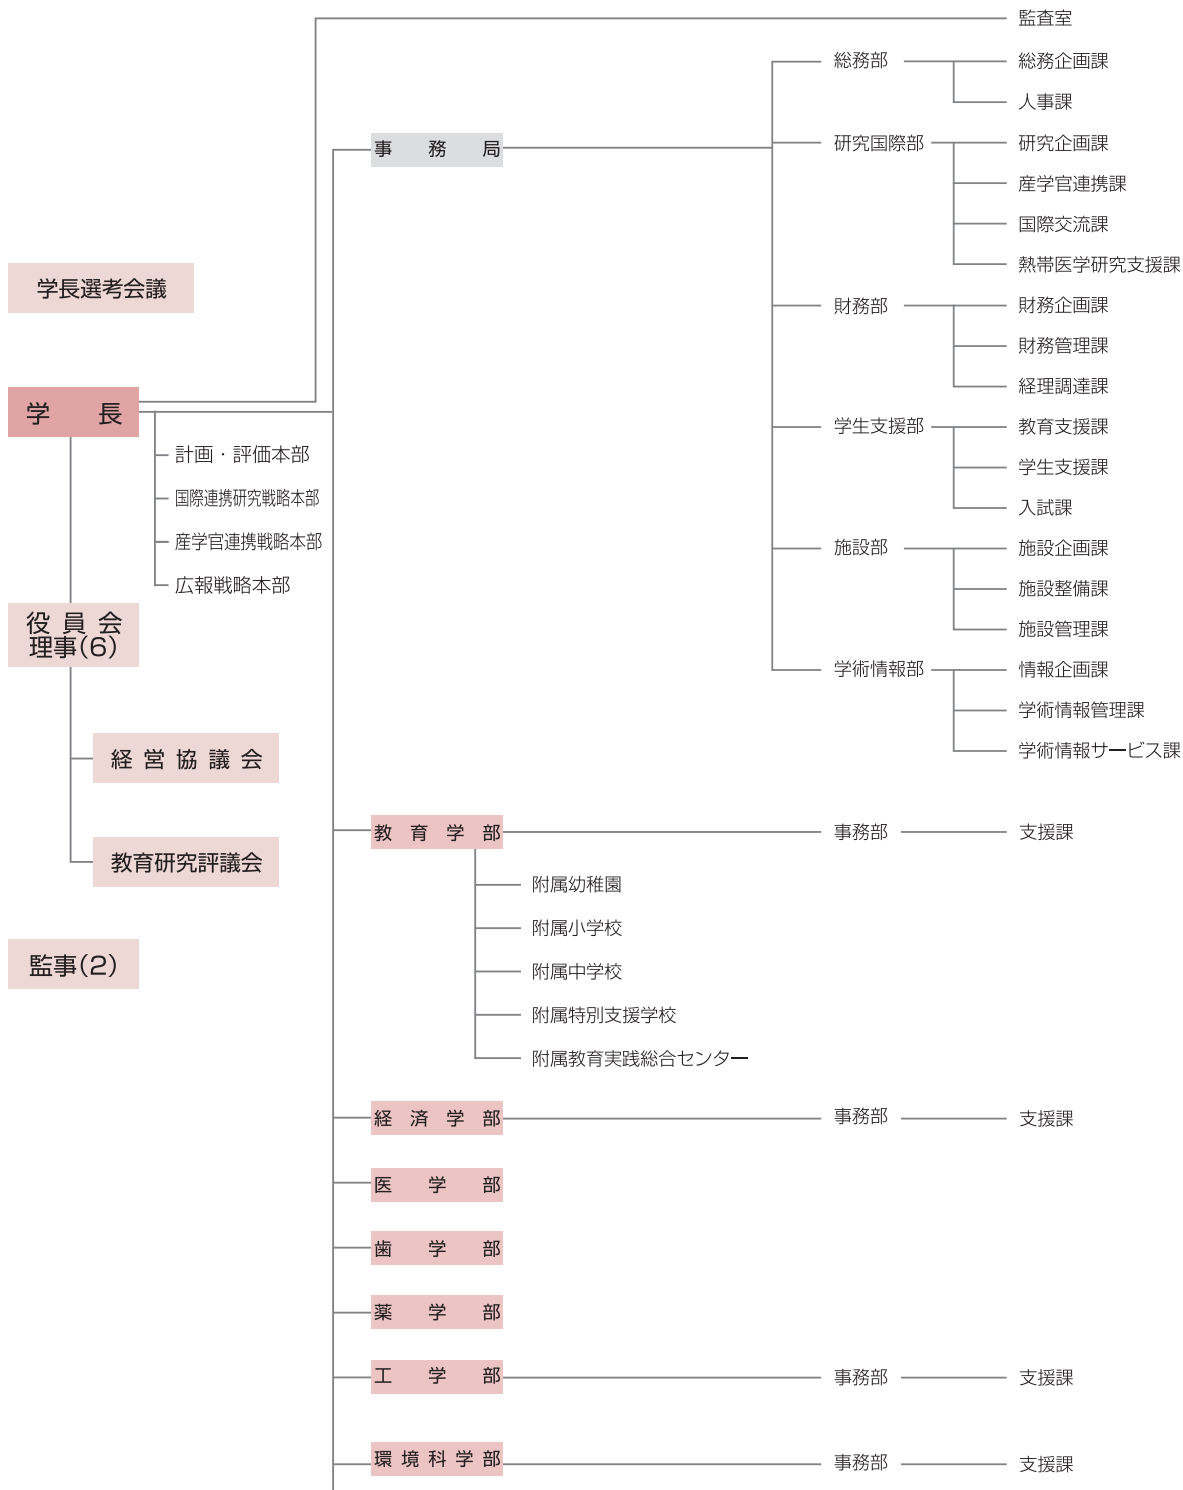 監査室
総務部
総務企画課
人事課
事務局
研究国際部
研究企画課
産学官連携課
国際交流課
熱帯医学研究支援課
学長選考会議
財務部
財務企画課
財務管理課
経理調達課
学長
学生支援部
教育支援課
学生支援課
入試課
計画・評価本部
国際連携研究戦略本部
産学官連携戦略本部
広報戦略本部
施設部
施設企画課
施設整備課
施設管理課
役員会
理事(6)
学術情報部
情報企画課
学術情報管理課
学術情報サービス課
経営協議会
教育研究評議会
教育学部
事務部
支援課
附属幼稚園
附属小学校
附属中学校
附属特別支援学校
附属教育実践総合センター
監事(2)
経済学部
事務部
支援課
医学部
歯学部
薬学部
工学部
事務部
支援課
環境科学部
事務部
支援課